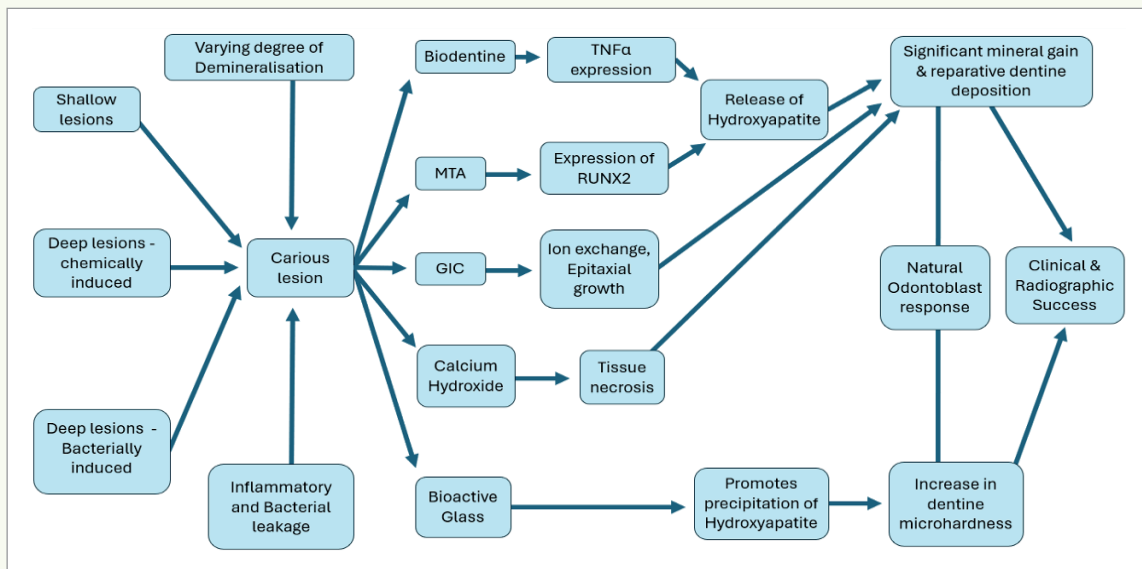 Varying degree of
Demineralisation
Shallow
lesions
Deep lesions -
chemically
induced
Deep lesions -
Bacterially
induced
Carious
lesion
Inflammatory
and Bacterial
leakage
Biodentine
TNFα
expression
MTA
Expression of
RUNX2
Release of
Hydroxyapatite
GIC
Ion exchange,
Epitaxial
growth
Calcium
Hydroxide
Tissue
necrosis
Bioactive
Glass
Promotes
precipitation of
Hydroxyapatite
Significant mineral gain
& reparative dentine
deposition
Natural
Odontoblast
response
Clinical &
Radiographic
Success
Increase in
dentine
microhardness